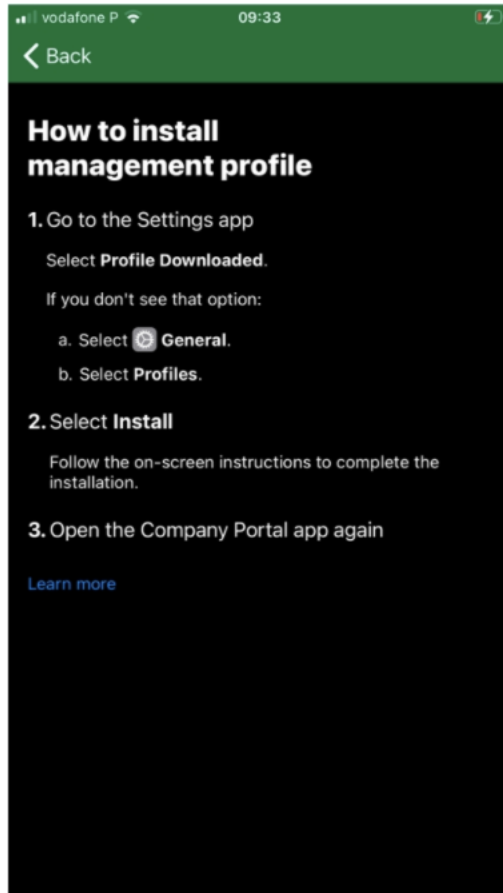 vodafone P
09:33
Back
How to install
management profile
1. Go to the Settings app
Select Profile Downloaded.
If you don't see that option:
a. Select General.
b. Select Profiles.
2. Select Install
Follow the on-screen instructions to complete the
installation.
3. Open the Company Portal app again
Learn more